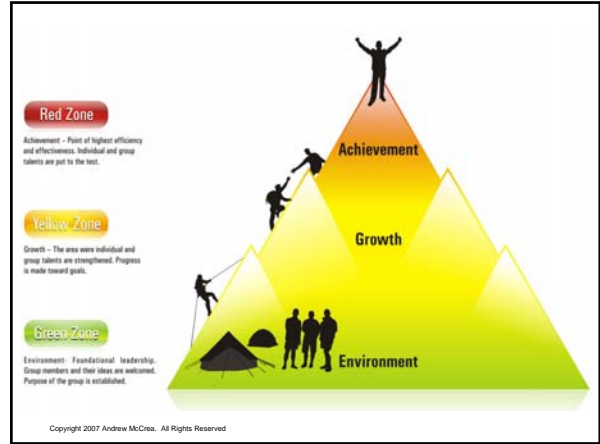 Red Zone
Achievement – Point of highest efficiency
and effectiveness. Individual and group
talents are put to the test.
Yellow Zone
Growth – The area were individual and
group talents are strengthened. Progress
is made toward goals.
Green Zone
Environment- Foundational leadership.
Group members and their ideas are welcomed.
Purpose of the group is established.
Achievement
Growth
Environment
Copyright 2007 Andrew McCrea. All Rights Reserved